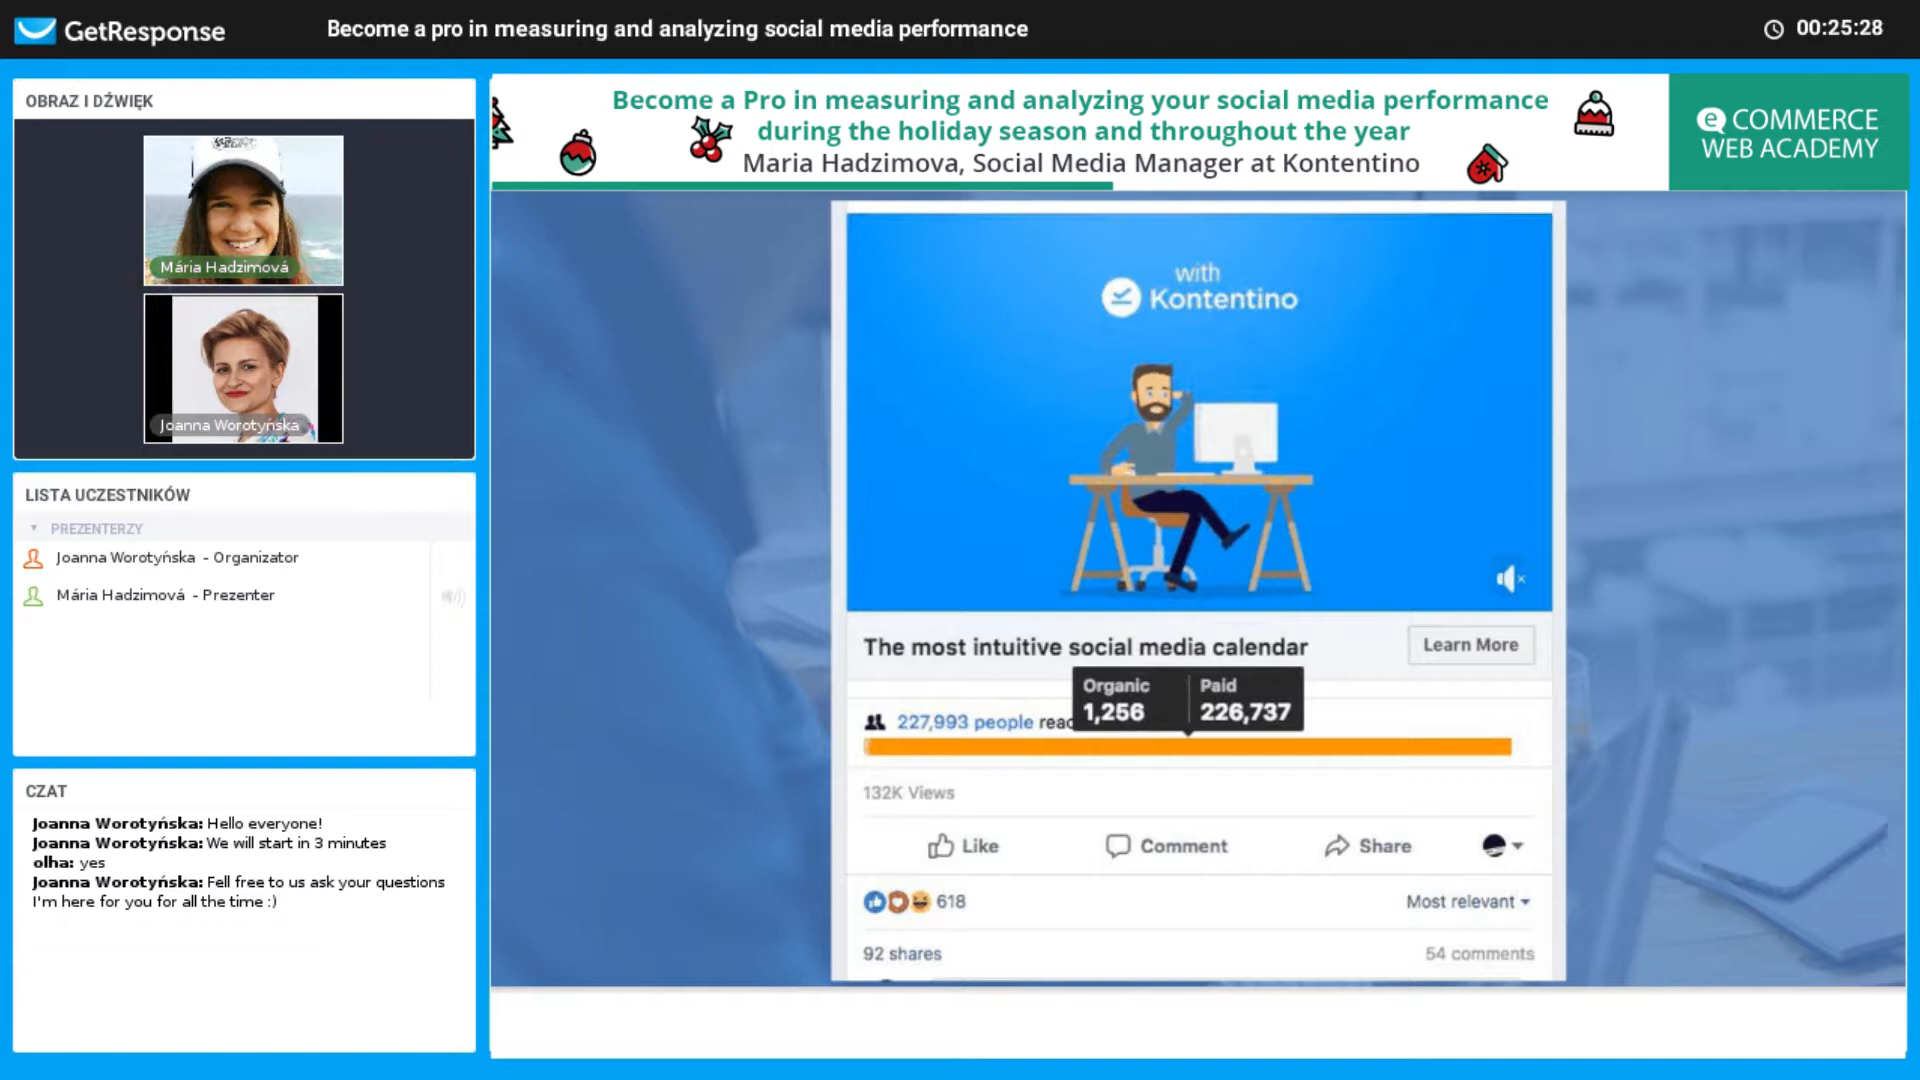 GetResponse
Become a pro in measuring and analyzing social media performance
00:25:28
OBRAZ I DŹWIĘK
Mária Hadzimová
Joanna Worotyńska
LISTA UCZESTNIKÓW
PREZENTERZY
Joanna Worotyńska - Organizator
Mária Hadzimová - Prezenter
CZAT
Joanna Worotyńska: Hello everyone!
Joanna Worotyńska: We will start in 3 minutes
olha: yes
Joanna Worotyńska: Fell free to us ask your questions
I'm here for you for all the time :)
Become a Pro in measuring and analyzing your social media performance
during the holiday season and throughout the year
Maria Hadzimova, Social Media Manager at Kontentino
e COMMERCE
WEB ACADEMY
with
Kontentino
The most intuitive social media calendar
Learn More
Organic Paid
1,256 226,737
227,993 people reac
132K Views
Like Comment Share
618 Most relevant
92 shares 54 comments